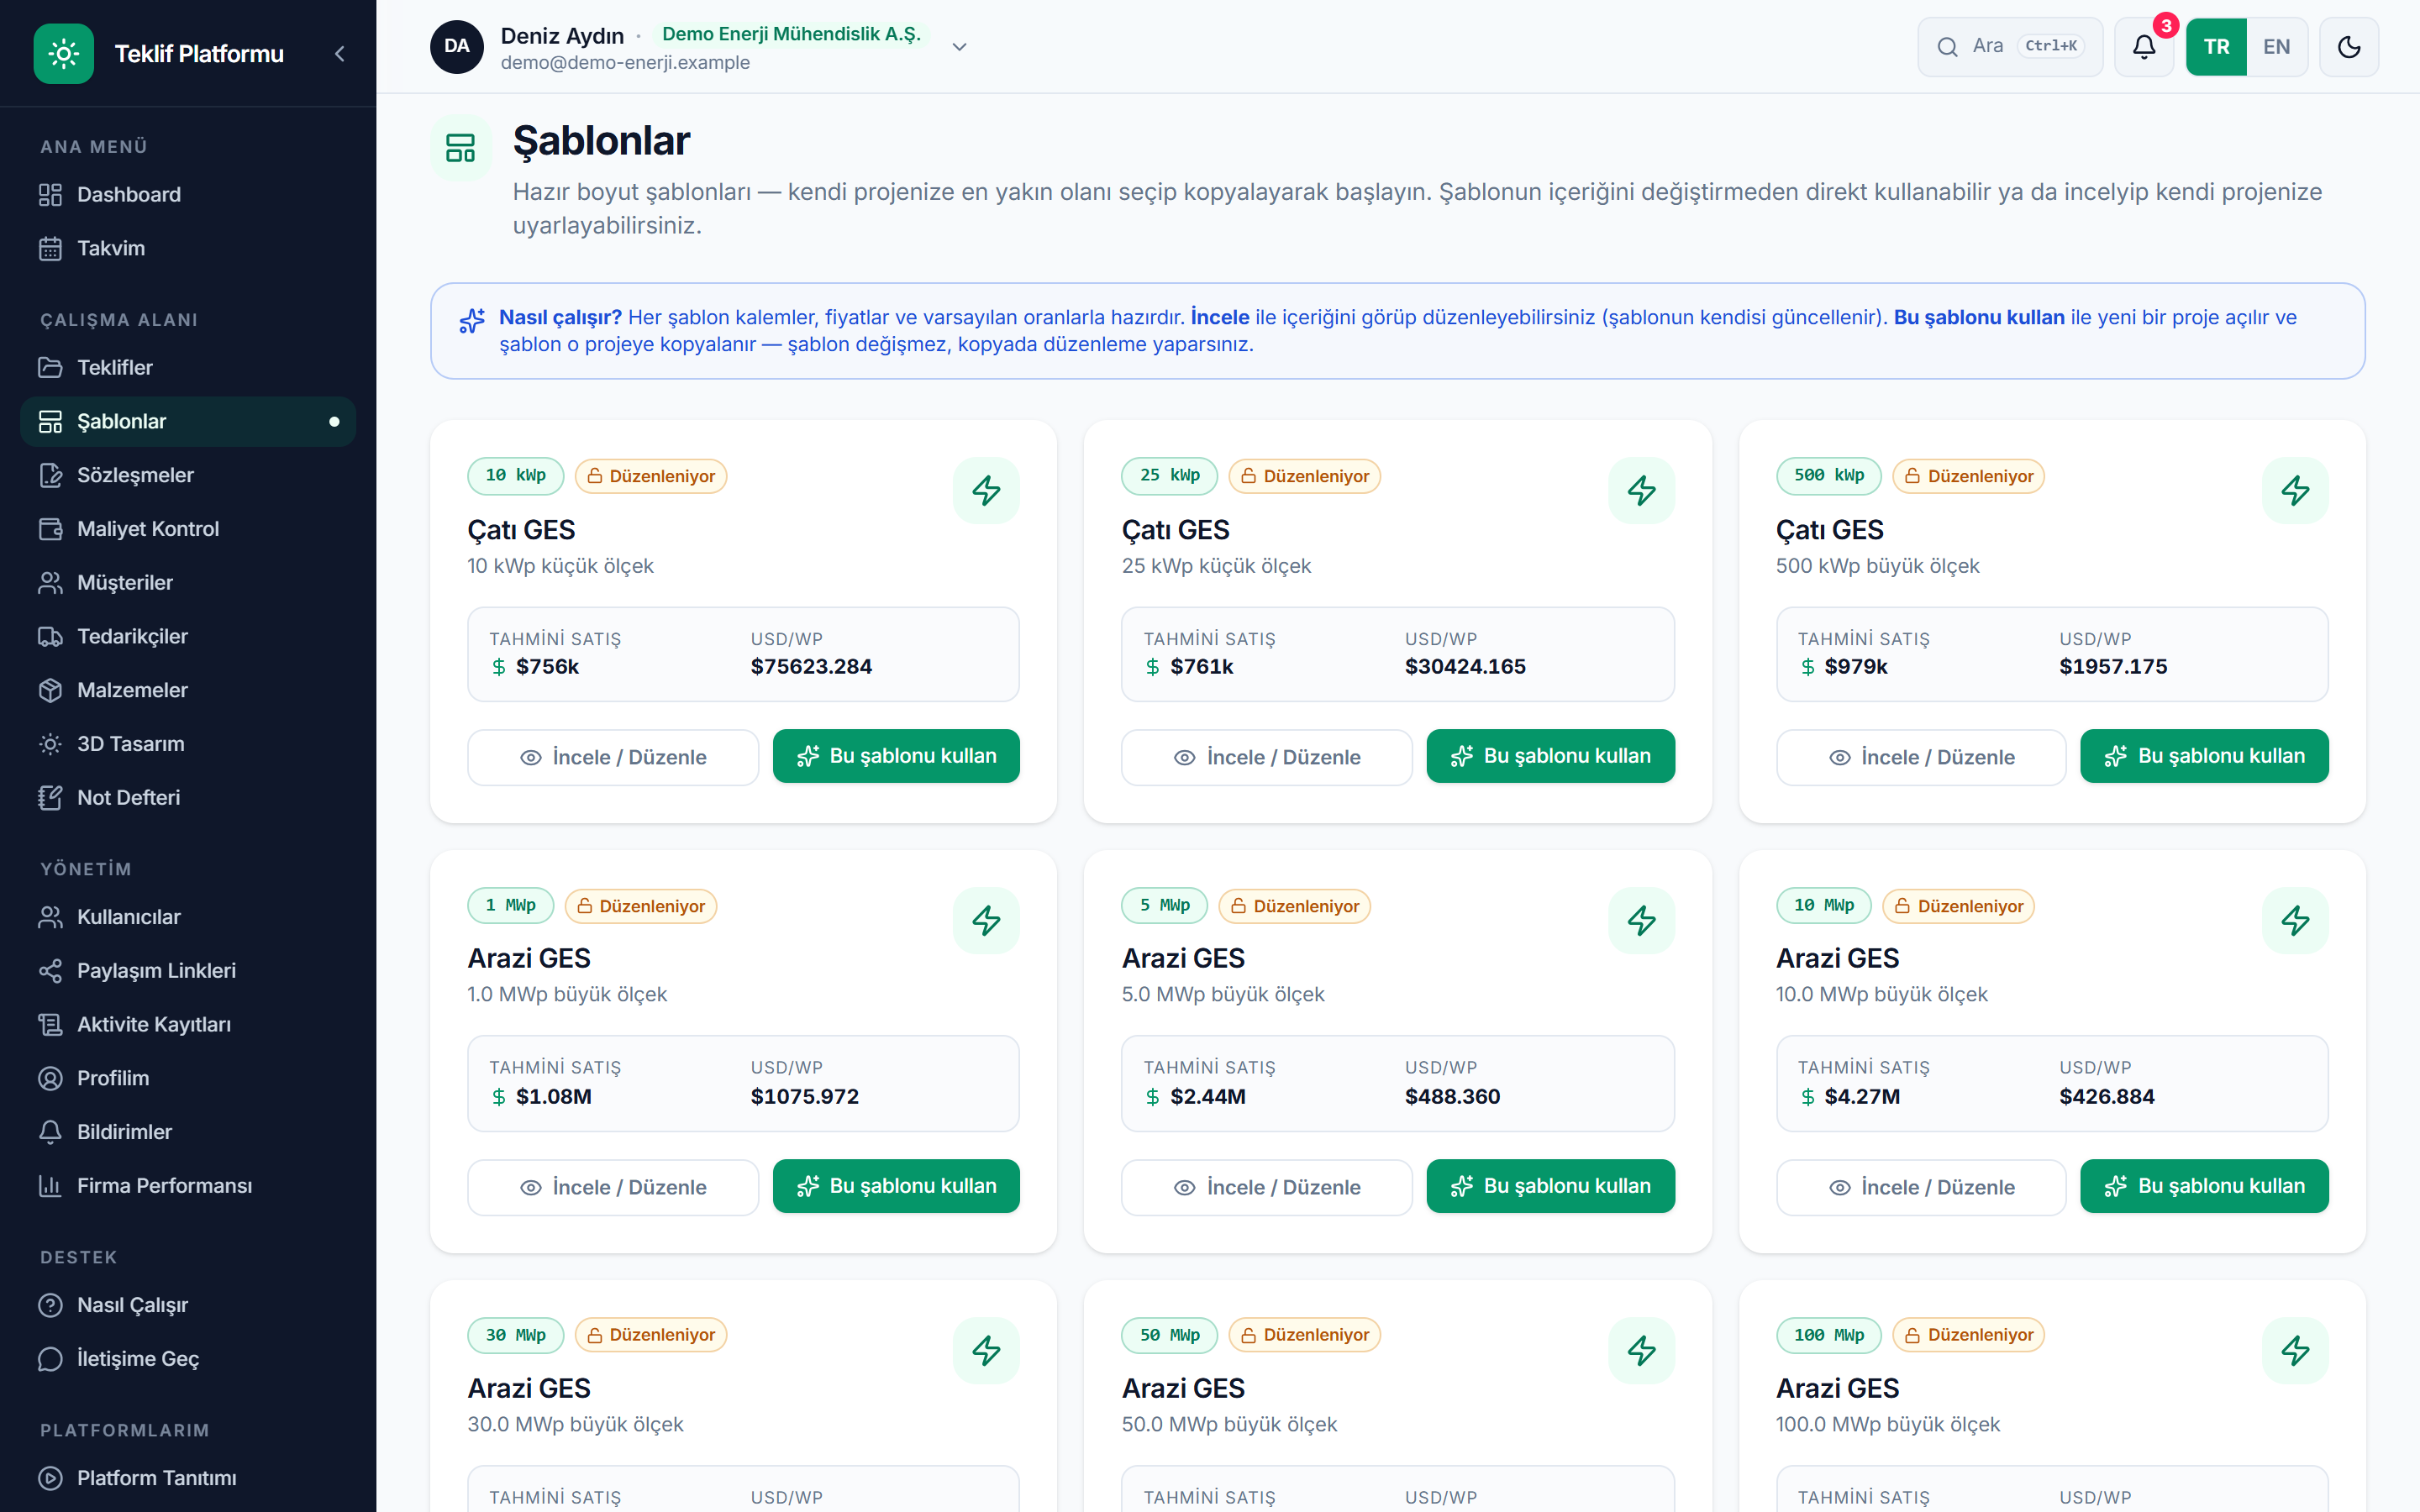 Teklif Platformu
ANA MENÜ
Dashboard
Takvim
ÇALIŞMA ALANI
Teklifler
Şablonlar
Sözleşmeler
Maliyet Kontrol
Müşteriler
Tedarikçiler
Malzemeler
3D Tasarım
Not Defteri
YÖNETİM
Kullanıcılar
Paylaşım Linkleri
Aktivite Kayıtları
Profilim
Bildirimler
Firma Performansı
DESTEK
Nasıl Çalışır
İletişime Geç
PLATFORMLARIM
Platform Tanıtımı
DA
Deniz Aydın · Demo Enerji Mühendislik A.Ş.
demo@demo-enerji.example
Ara Ctrl+K
3
TR EN
Şablonlar
Hazır boyut şablonları — kendi projenize en yakın olanı seçip kopyalayarak başlayın. Şablonun içeriğini değiştirmeden direkt kullanabilir ya da incelyip kendi projenize
uyarlayabilirsiniz.
Nasıl çalışır? Her şablon kalemler, fiyatlar ve varsayılan oranlarla hazırdır. İncele ile içeriğini görüp düzenleyebilirsiniz (şablonun kendisi güncellenir). Bu şablonu kullan ile yeni bir proje açılır ve
şablon o projeye kopyalanır — şablon değişmez, kopyada düzenleme yaparsınız.
10 kWp Düzenleniyor
Çatı GES
10 kWp küçük ölçek
TAHMİNİ SATIŞ USD/WP
$ $756k $75623.284
İncele / Düzenle Bu şablonu kullan
25 kWp Düzenleniyor
Çatı GES
25 kWp küçük ölçek
TAHMİNİ SATIŞ USD/WP
$ $761k $30424.165
İncele / Düzenle Bu şablonu kullan
500 kWp Düzenleniyor
Çatı GES
500 kWp büyük ölçek
TAHMİNİ SATIŞ USD/WP
$ $979k $1957.175
İncele / Düzenle Bu şablonu kullan
1 MWp Düzenleniyor
Arazi GES
1.0 MWp büyük ölçek
TAHMİNİ SATIŞ USD/WP
$ $1.08M $1075.972
İncele / Düzenle Bu şablonu kullan
5 MWp Düzenleniyor
Arazi GES
5.0 MWp büyük ölçek
TAHMİNİ SATIŞ USD/WP
$ $2.44M $488.360
İncele / Düzenle Bu şablonu kullan
10 MWp Düzenleniyor
Arazi GES
10.0 MWp büyük ölçek
TAHMİNİ SATIŞ USD/WP
$ $4.27M $426.884
İncele / Düzenle Bu şablonu kullan
30 MWp Düzenleniyor
Arazi GES
30.0 MWp büyük ölçek
TAHMİNİ SATIŞ USD/WP
50 MWp Düzenleniyor
Arazi GES
50.0 MWp büyük ölçek
TAHMİNİ SATIŞ USD/WP
100 MWp Düzenleniyor
Arazi GES
100.0 MWp büyük ölçek
TAHMİNİ SATIŞ USD/WP